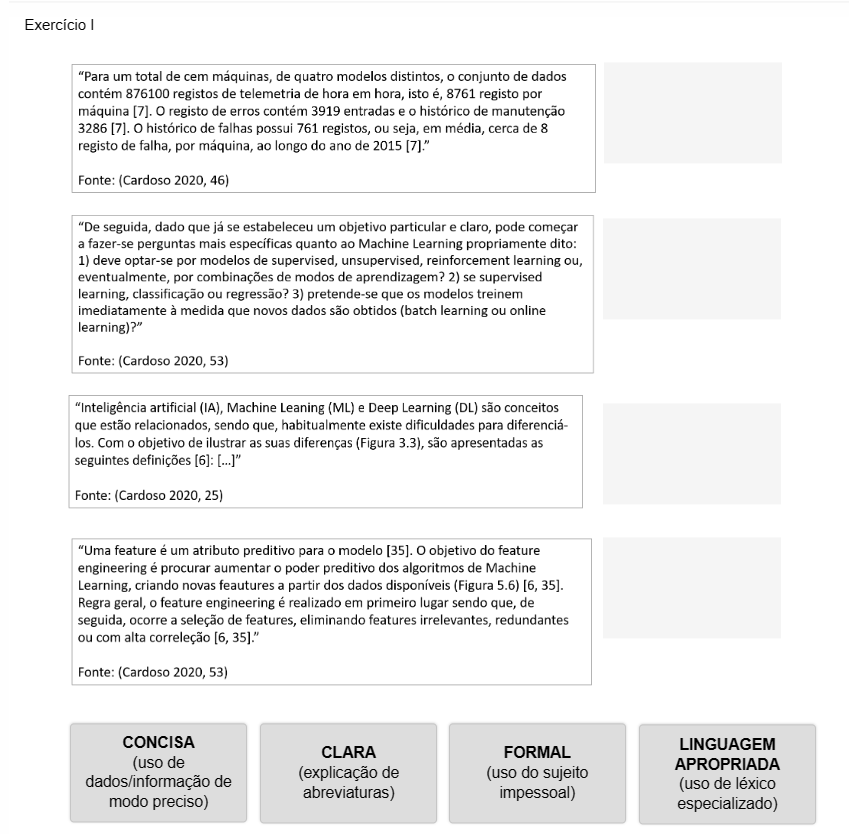 Exercício I
“Para um total de cem máquinas, de quatro modelos distintos, o conjunto de dados
contém 876100 registos de telemetria de hora em hora, isto é, 8761 registo por
máquina [7]. O registo de erros contém 3919 entradas e o histórico de manutenção
3286 [7]. O histórico de falhas possui 761 registos, ou seja, em média, cerca de 8
registo de falha, por máquina, ao longo do ano de 2015 [7].”
Fonte: (Cardoso 2020, 46)
“De seguida, dado que já se estabeleceu um objetivo particular e claro, pode começar
a fazer-se perguntas mais específicas quanto ao Machine Learning propriamente dito:
1) deve optar-se por modelos de supervised, unsupervised, reinforcement learning ou,
eventualmente, por combinações de modos de aprendizagem? 2) se supervised
learning, classificação ou regressão? 3) pretende-se que os modelos treinem
imediatamente à medida que novos dados são obtidos (batch learning ou online
learning)?”
Fonte: (Cardoso 2020, 53)
“Inteligência artificial (IA), Machine Leaning (ML) e Deep Learning (DL) são conceitos
que estão relacionados, sendo que, habitualmente existe dificuldades para diferenciá-
los. Com o objetivo de ilustrar as suas diferenças (Figura 3.3), são apresentadas as
seguintes definições [6]: [...]”
Fonte: (Cardoso 2020, 25)
“Uma feature é um atributo preditivo para o modelo [35]. O objetivo do feature
engineering é procurar aumentar o poder preditivo dos algoritmos de Machine
Learning, criando novas feautures a partir dos dados disponíveis (Figura 5.6) [6, 35].
Regra geral, o feature engineering é realizado em primeiro lugar sendo que, de
seguida, ocorre a seleção de features, eliminando features irrelevantes, redundantes
ou com alta correleção [6, 35].”
Fonte: (Cardoso 2020, 53)
CONCISA
(uso de
dados/informação de
modo preciso)
CLARA
(explicação de
abreviaturas)
FORMAL
(uso do sujeito
impessoal)
LINGUAGEM
APROPRIADA
(uso de léxico
especializado)